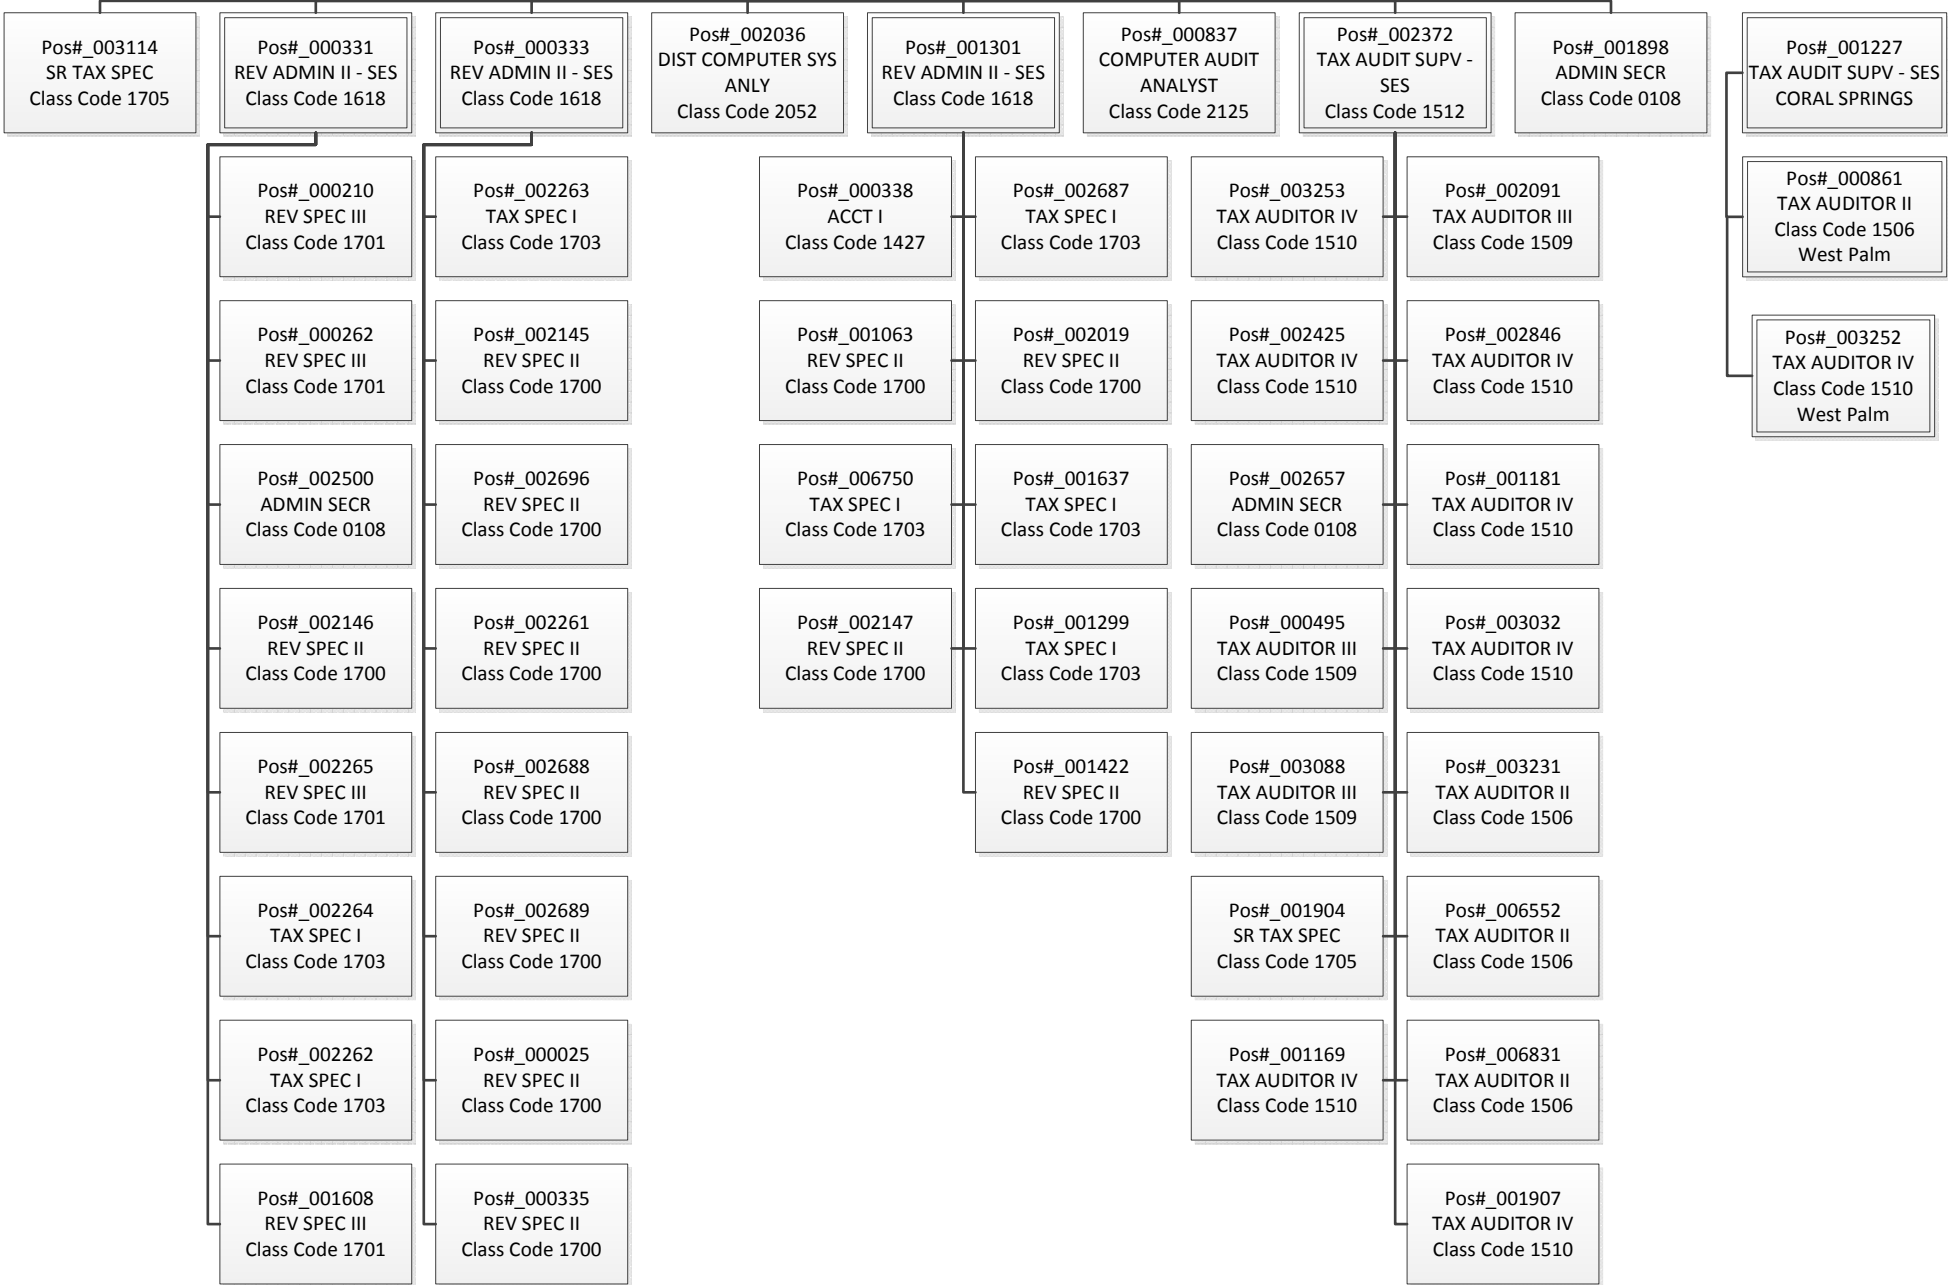 Pos#_003114
SR TAX SPEC
Class Code 1705
Pos#_000331
REV ADMIN II - SES
Class Code 1618
Pos#_000333
REV ADMIN II - SES
Class Code 1618
Pos#_002036
DIST COMPUTER SYS
ANLY
Class Code 2052
Pos#_001301
REV ADMIN II - SES
Class Code 1618
Pos#_000837
COMPUTER AUDIT
ANALYST
Class Code 2125
Pos#_002372
TAX AUDIT SUPV -
SES
Class Code 1512
Pos#_001898
ADMIN SECR
Class Code 0108
Pos#_001227
TAX AUDIT SUPV - SES
CORAL SPRINGS
Pos#_000210
REV SPEC III
Class Code 1701
Pos#_002263
TAX SPEC I
Class Code 1703
Pos#_000338
ACCT I
Class Code 1427
Pos#_002687
TAX SPEC I
Class Code 1703
Pos#_003253
TAX AUDITOR IV
Class Code 1510
Pos#_002091
TAX AUDITOR III
Class Code 1509
Pos#_000861
TAX AUDITOR II
Class Code 1506
West Palm
Pos#_000262
REV SPEC III
Class Code 1701
Pos#_002145
REV SPEC II
Class Code 1700
Pos#_001063
REV SPEC II
Class Code 1700
Pos#_002019
REV SPEC II
Class Code 1700
Pos#_002425
TAX AUDITOR IV
Class Code 1510
Pos#_002846
TAX AUDITOR IV
Class Code 1510
Pos#_003252
TAX AUDITOR IV
Class Code 1510
West Palm
Pos#_002500
ADMIN SECR
Class Code 0108
Pos#_002696
REV SPEC II
Class Code 1700
Pos#_006750
TAX SPEC I
Class Code 1703
Pos#_001637
TAX SPEC I
Class Code 1703
Pos#_002657
ADMIN SECR
Class Code 0108
Pos#_001181
TAX AUDITOR IV
Class Code 1510
Pos#_002146
REV SPEC II
Class Code 1700
Pos#_002261
REV SPEC II
Class Code 1700
Pos#_002147
REV SPEC II
Class Code 1700
Pos#_001299
TAX SPEC I
Class Code 1703
Pos#_000495
TAX AUDITOR III
Class Code 1509
Pos#_003032
TAX AUDITOR IV
Class Code 1510
Pos#_002265
REV SPEC III
Class Code 1701
Pos#_002688
REV SPEC II
Class Code 1700
Pos#_001422
REV SPEC II
Class Code 1700
Pos#_003088
TAX AUDITOR III
Class Code 1509
Pos#_003231
TAX AUDITOR II
Class Code 1506
Pos#_002264
TAX SPEC I
Class Code 1703
Pos#_002689
REV SPEC II
Class Code 1700
Pos#_001904
SR TAX SPEC
Class Code 1705
Pos#_006552
TAX AUDITOR II
Class Code 1506
Pos#_002262
TAX SPEC I
Class Code 1703
Pos#_000025
REV SPEC II
Class Code 1700
Pos#_001169
TAX AUDITOR IV
Class Code 1510
Pos#_006831
TAX AUDITOR II
Class Code 1506
Pos#_001608
REV SPEC III
Class Code 1701
Pos#_000335
REV SPEC II
Class Code 1700
Pos#_001907
TAX AUDITOR IV
Class Code 1510